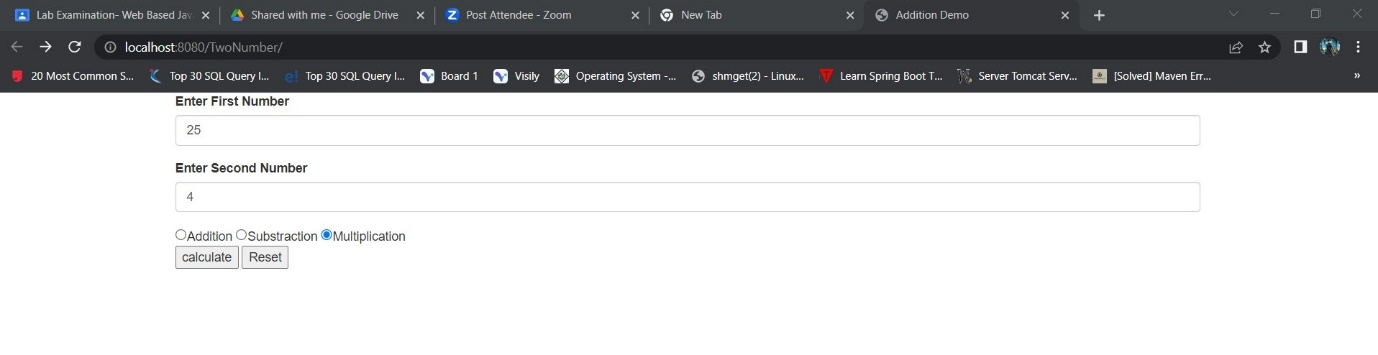 Lab Examination- Web Based Jav Shared with me - Google Drive Post Attendee - Zoom New Tab Addition Demo
localhost:8080/TwoNumber/
20 Most Common S... Top 30 SQL Query I... Top 30 SQL Query I... Board 1 Visily Operating System -... shmget(2) - Linux... Learn Spring Boot T... Server Tomcat Serv... [Solved] Maven Err... »
Enter First Number
25
Enter Second Number
4
Addition Substraction Multiplication
calculate Reset